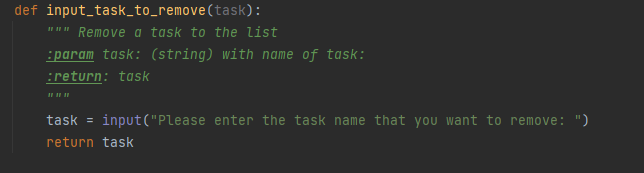 def input_task_to_remove(task):
""" Remove a task to the list
:param task: (string) with name of task:
:return: task
"""
task = input("Please enter the task name that you want to remove: ")
return task